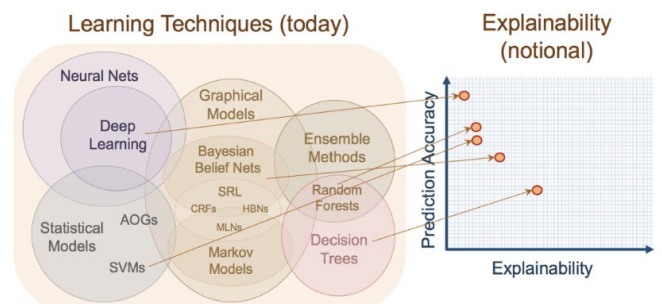 Learning Techniques (today)
Neural Nets
Deep
Learning
Graphical
Models
Bayesian
Belief Nets
Ensemble
Methods
SRL
CRFs
HBNs
MLNs
Random
Forests
Statistical
Models
AOGs
SVMs
Markov
Models
Decision
Trees
Explainability
(notional)
Prediction Accuracy
Explainability